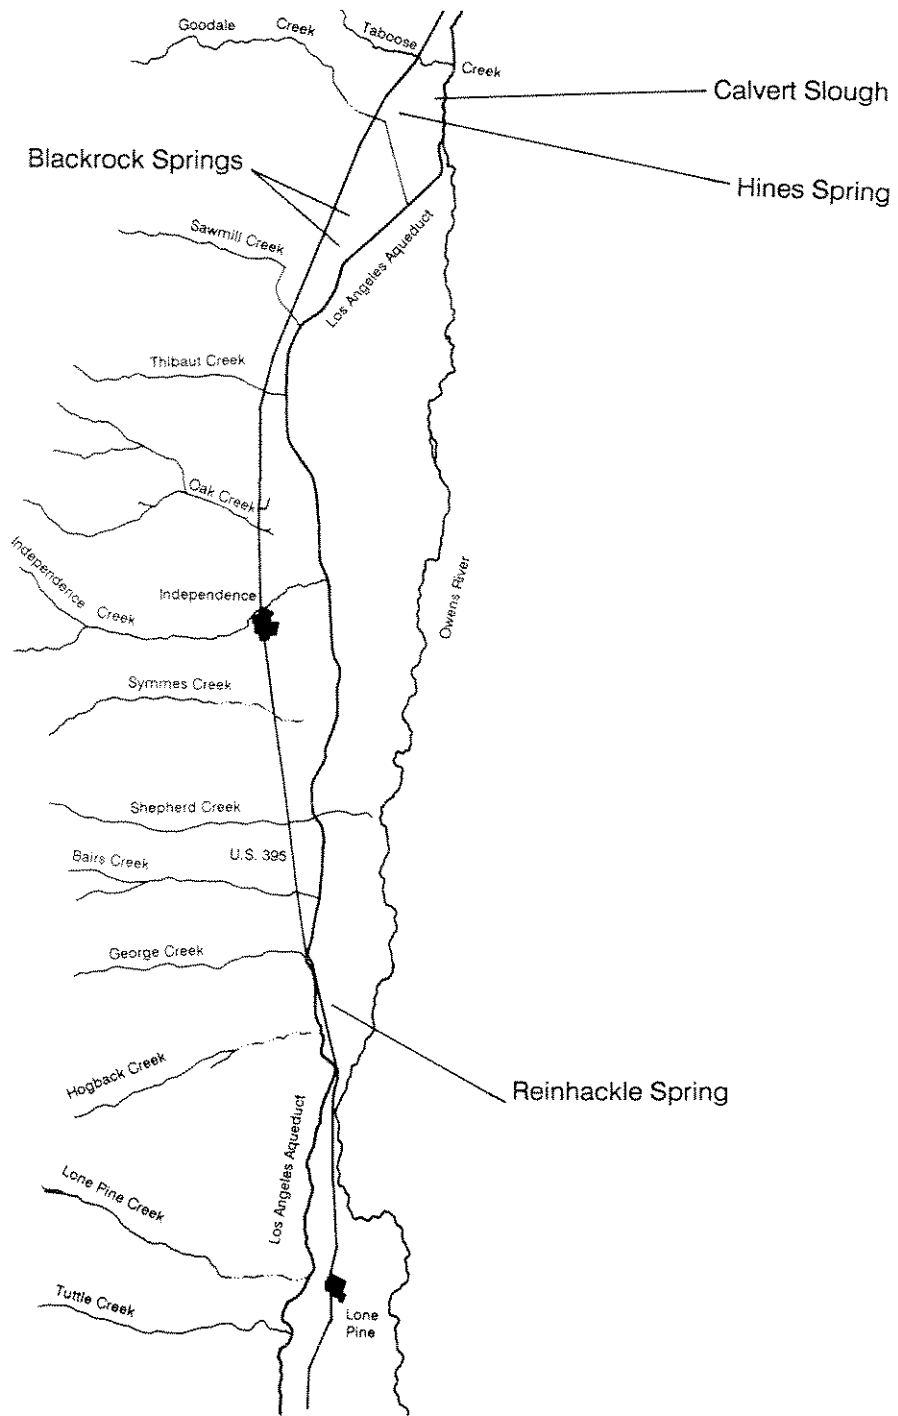 Goodale Creek
Taboose
Creek
Calvert Slough
Blackrock Springs
Hines Spring
Sawmill Creek
Los Angeles Aqueduct
Thibaut Creek
Oak Creek
Independence Creek
Independence
Owens River
Symmes Creek
Shepherd Creek
U.S. 395
Bairs Creek
George Creek
Hogback Creek
Reinhackle Spring
Los Angeles Aqueduct
Lone Pine Creek
Tuttle Creek
Lone
Pine